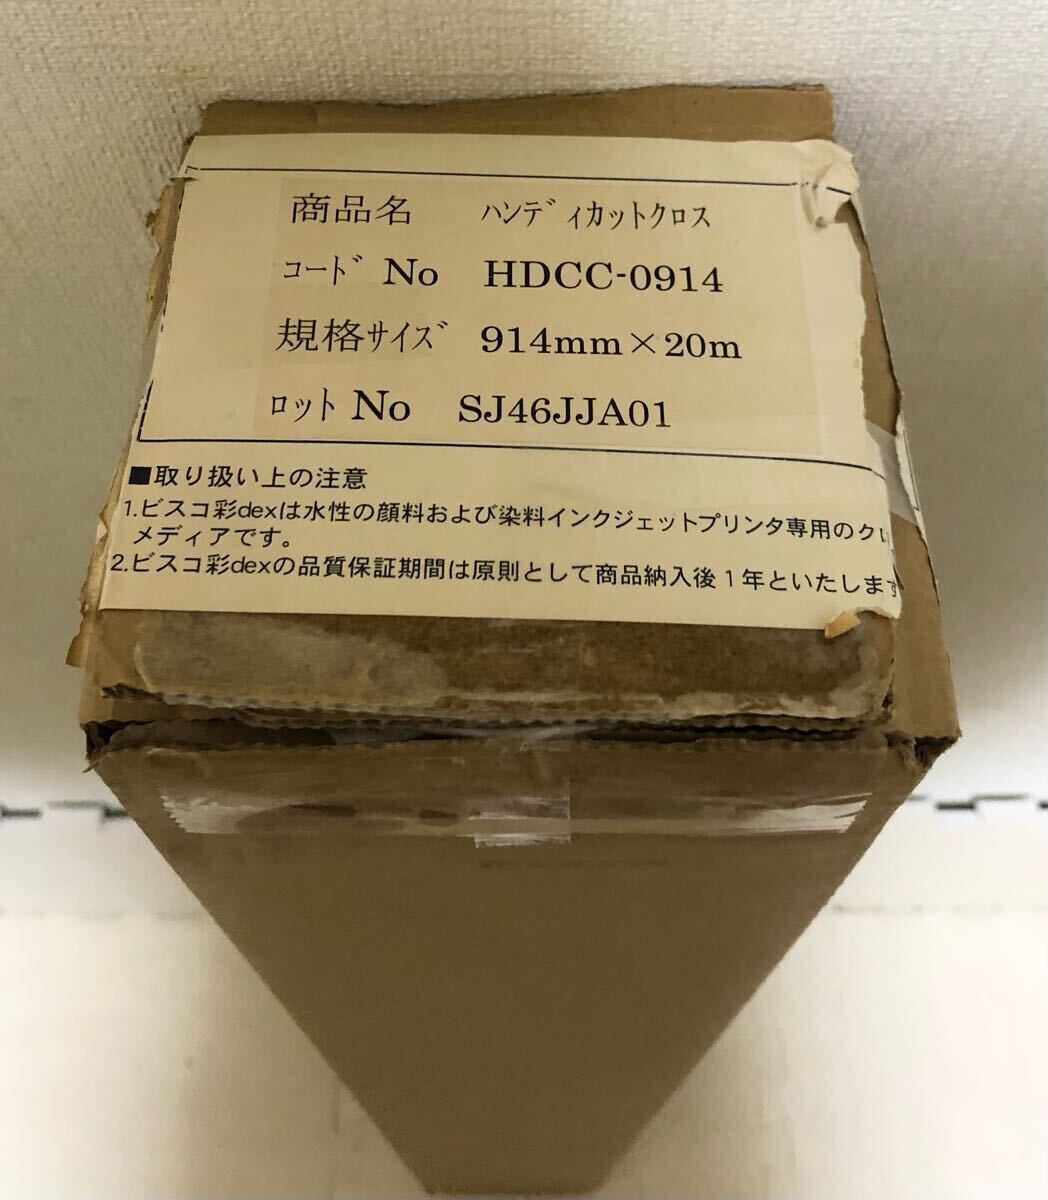 商品名 ハンディカットクロス
コード No HDCC-0914
規格サイズ 914mm×20m
ロット No SJ46JJA01
■取り扱い上の注意
1.ビスコ彩dexは水性の顔料および染料インクジェットプリンタ専用のク
メディアです。
2.ビスコ彩dexの品質保証期間は原則として商品納入後1年といたします